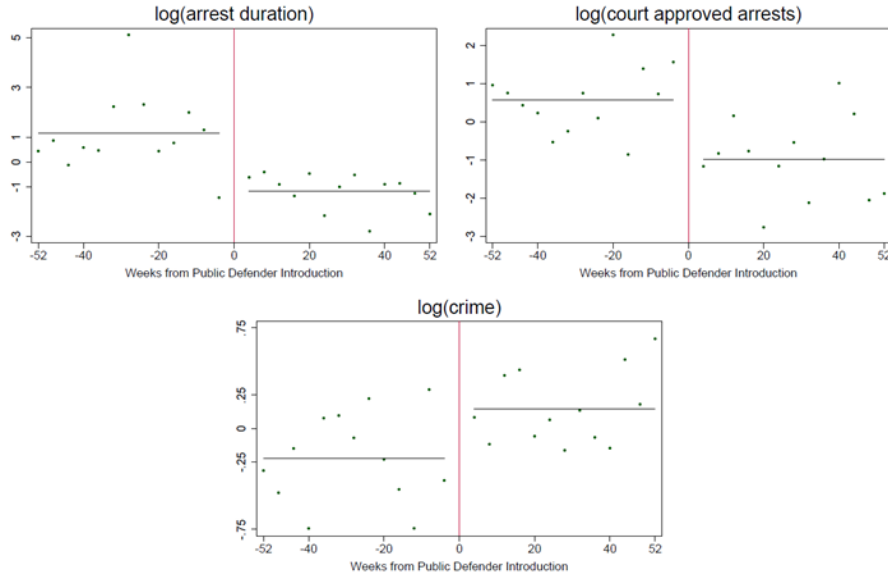 log(arrest duration)
5
3
1
0
-1
-3
-52 -40 -20 0 20 40 52
Weeks from Public Defender Introduction
log(court approved arrests)
2
1
0
-1
-2
-3
-52 -40 -20 0 20 40 52
Weeks from Public Defender Introduction
log(crime)
.75
.25
0
-.25
-.75
-52 -40 -20 0 20 40 52
Weeks from Public Defender Introduction